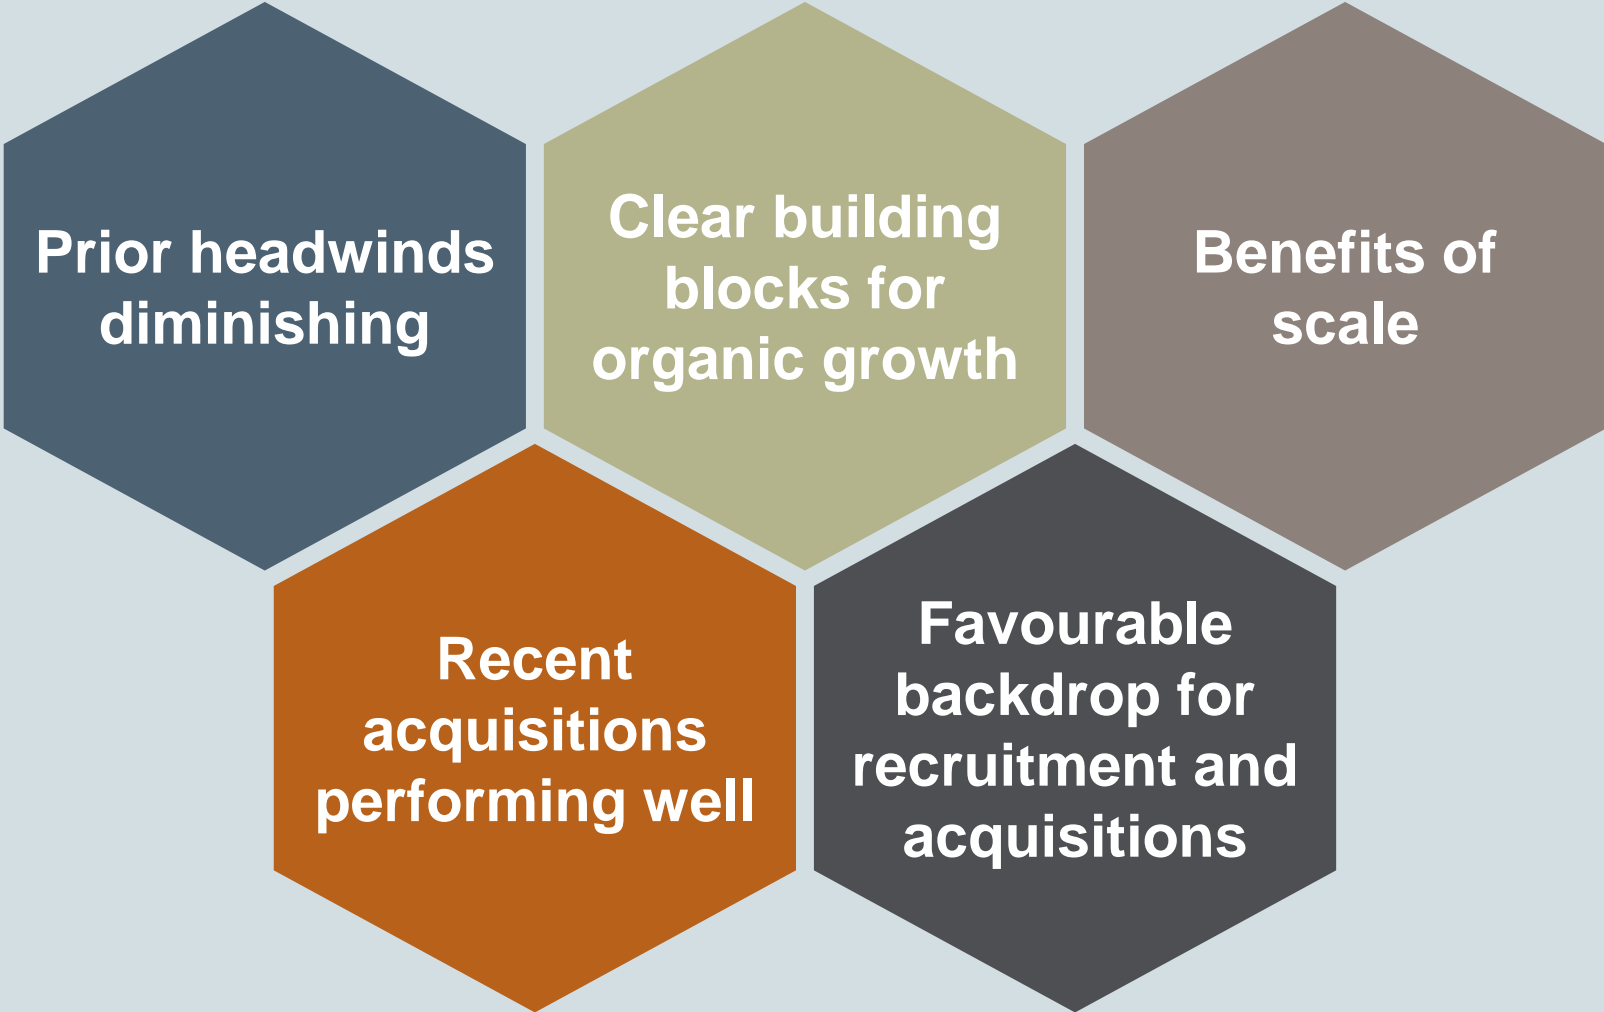 Prior headwinds
diminishing
Clear building
blocks for
organic growth
Benefits of
scale
Recent
acquisitions
performing well
Favourable
backdrop for
recruitment and
acquisitions